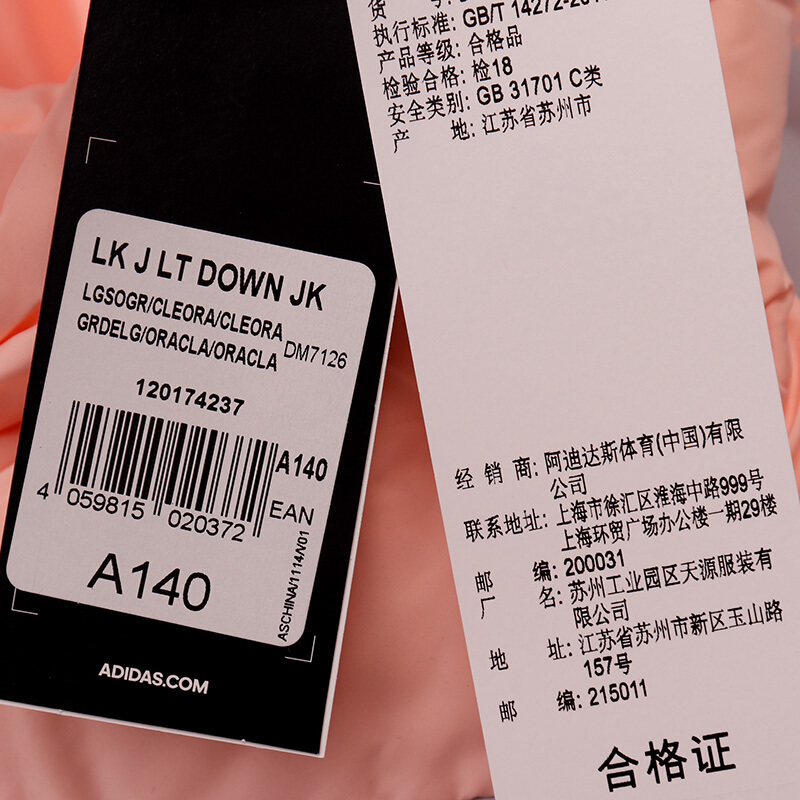 LK J LT DOWN JK
LGSOGR/CLEORA/CLEORA
GRDELG/ORACLA/ORACLA DM7126
120174237
A140
4 059815 020372 EAN
A140
ASCHINA/1114/V01
ADIDAS.COM
货 号:
执行标准: GB/T 14272-201
产品等级: 合格品
检验合格: 检18
安全类别: GB 31701 C类
产 地: 江苏省苏州市
经 销 商: 阿迪达斯体育(中国)有限
公司
联系地址: 上海市徐汇区淮海中路999号
上海环贸广场办公楼一期29楼
邮 编: 200031
厂 名: 苏州工业园区天源服装有
限公司
地 址: 江苏省苏州市新区玉山路
157号
邮 编: 215011
合格证